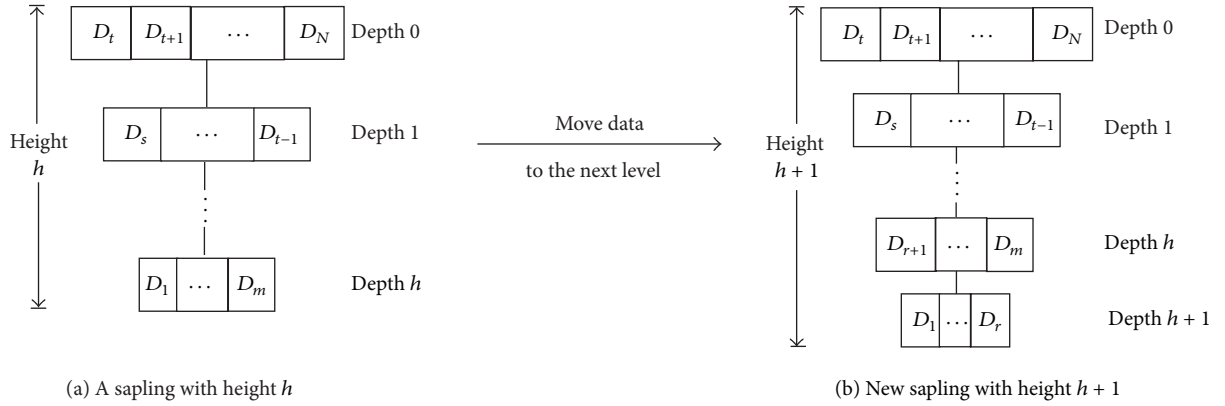 D_t D_{t+1} ⋯ D_N Depth 0
D_s ⋯ D_{t−1} Depth 1
Height
h
⋮
D_1 ⋯ D_m Depth h
(a) A sapling with height h
Move data
to the next level
D_t D_{t+1} ⋯ D_N Depth 0
D_s ⋯ D_{t−1} Depth 1
Height
h + 1
⋮
D_{r+1} ⋯ D_m Depth h
D_1 ⋯ D_r Depth h + 1
(b) New sapling with height h + 1